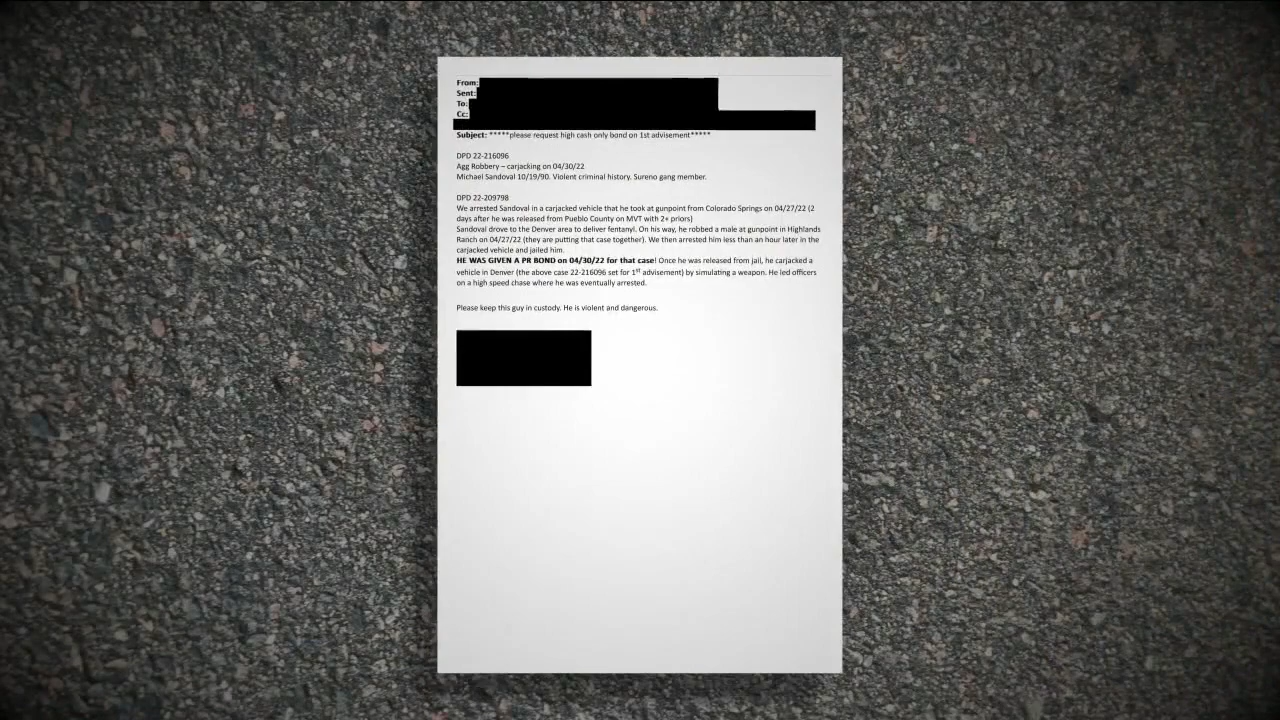 From:
Sent:
To:
Cc:
Subject: *****please request high cash only bond on 1st advisement*****
DPD 22-216096
Agg Robbery – carjacking on 04/30/22
Michael Sandoval 10/19/90. Violent criminal history. Sureno gang member.
DPD 22-209798
We arrested Sandoval in a carjacked vehicle that he took at gunpoint from Colorado Springs on 04/27/22 (2
days after he was released from Pueblo County on MVT with 2+ priors)
Sandoval drove to the Denver area to deliver fentanyl. On his way, he robbed a male at gunpoint in Highlands
Ranch on 04/27/22 (they are putting that case together). We then arrested him less than an hour later in the
carjacked vehicle and jailed him.
HE WAS GIVEN A PR BOND on 04/30/22 for that case! Once he was released from jail, he carjacked a
vehicle in Denver (the above case 22-216096 set for 1st advisement) by simulating a weapon. He led officers
on a high speed chase where he was eventually arrested.
Please keep this guy in custody. He is violent and dangerous.